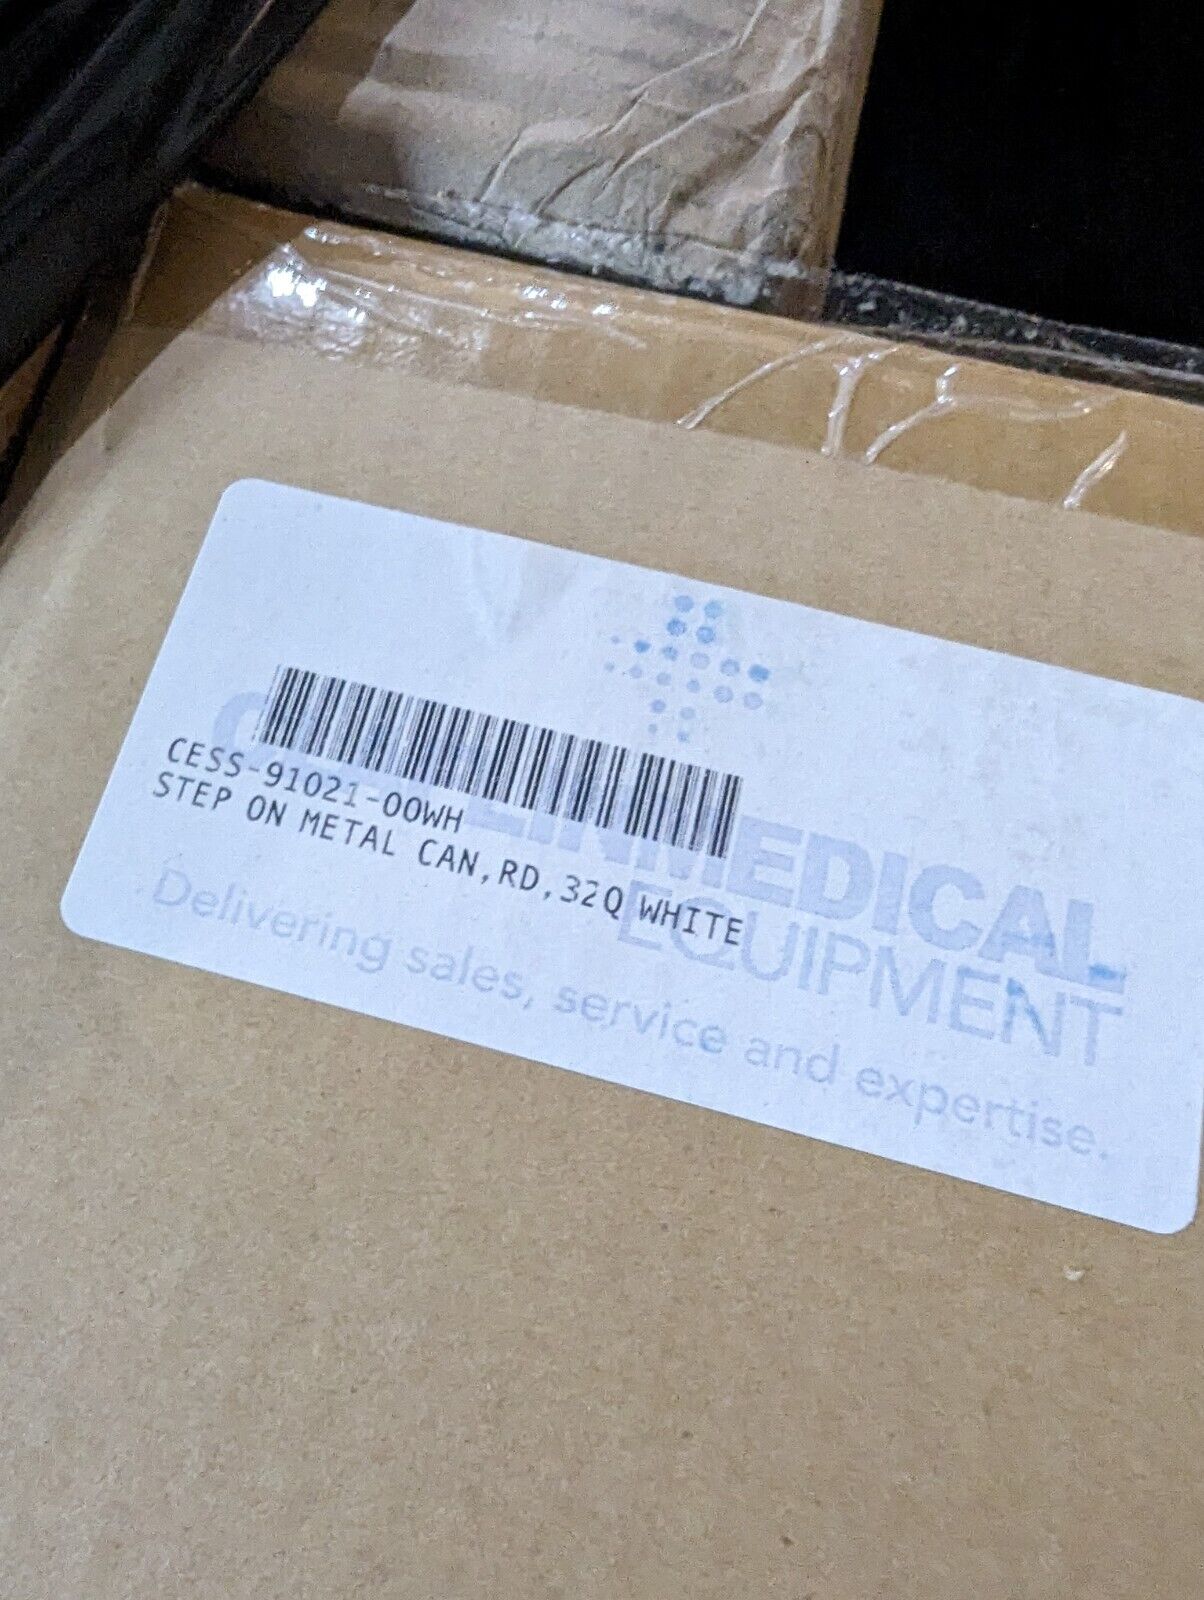 CESS-91021-00WH
STEP ON METAL CAN,RD,32Q WHITE
MEDICAL
EQUIPMENT
Delivering sales, service and expertise.